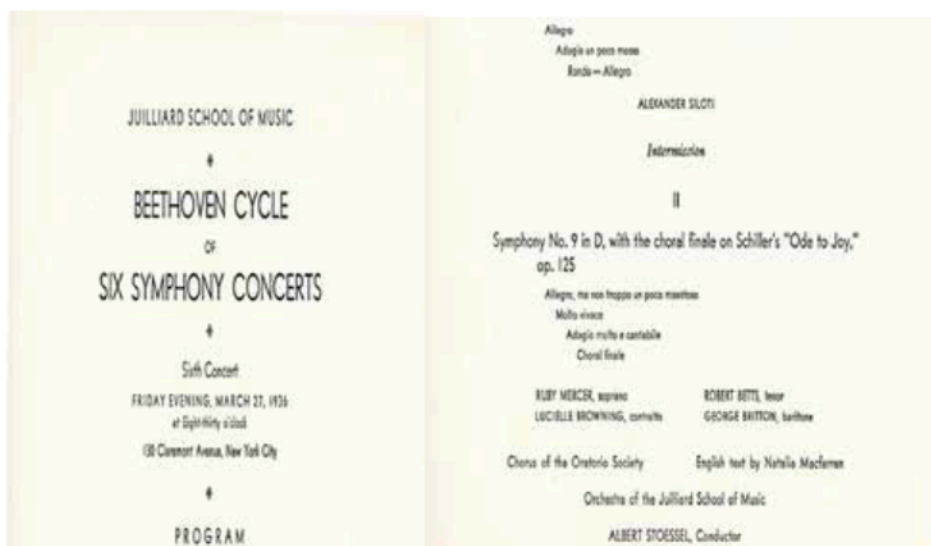 JUILLIARD SCHOOL OF MUSIC
BEETHOVEN CYCLE
OF
SIX SYMPHONY CONCERTS
Sixth Concert
FRIDAY EVENING, MARCH 27, 1936
at Eight-thirty o'clock
130 Claremont Avenue, New York City
PROGRAM
Allegro
Adagio un poco mosso
Rondo — Allegro
ALEXANDER SILOTI
Intermission
II
Symphony No. 9 in D, with the choral finale on Schiller's "Ode to Joy,"
op. 125
Allegro, ma non troppo un poco maestoso
Molto vivace
Adagio molto e cantabile
Choral finale
RUBY MERCER, soprano ROBERT BETTS, tenor
LUCIELLE BROWNING, contralto GEORGE BRITTON, baritone
Chorus of the Oratorio Society English text by Natalia Macfarren
Orchestra of the Juilliard School of Music
ALBERT STOESSEL, Conductor